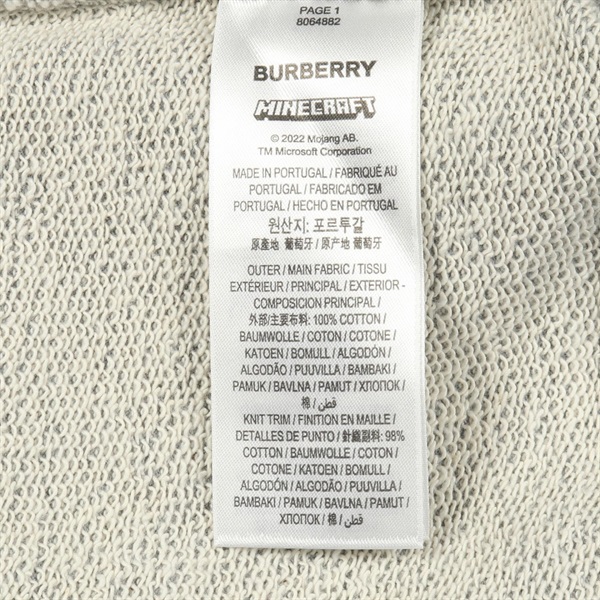 PAGE 1
8064882
BURBERRY
MINECRAFT
© 2022 Mojang AB.
TM Microsoft Corporation
MADE IN PORTUGAL / FABRIQUÉ AU
PORTUGAL / FABRICADO EM
PORTUGAL / HECHO EN PORTUGAL
원산지: 포르투갈
原產地 葡萄牙 / 原产地 葡萄牙
OUTER / MAIN FABRIC / TISSU
EXTÉRIEUR / PRINCIPAL / EXTERIOR -
COMPOSICION PRINCIPAL /
外部/主要布料: 100% COTTON /
BAUMWOLLE / COTON / COTONE /
KATOEN / BOMULL / ALGODÓN /
ALGODÃO / PUUVILLA / BAMBAKI /
PAMUK / BAVLNA / PAMUT / ХЛОПОК /
棉 / قطن /
KNIT TRIM / FINITION EN MAILLE /
DETALLES DE PUNTO / 針織副料: 98%
COTTON / BAUMWOLLE / COTON /
COTONE / KATOEN / BOMULL /
ALGODÓN / ALGODÃO / PUUVILLA /
BAMBAKI / PAMUK / BAVLNA / PAMUT /
ХЛОПОК / 棉 / قطن /